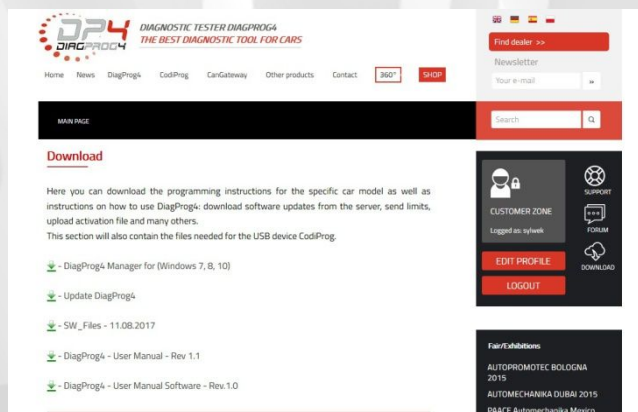 DP4
DIAGPROG4
DIAGNOSTIC TESTER DIAGPROG4
THE BEST DIAGNOSTIC TOOL FOR CARS
Find dealer >>
Newsletter
Your e-mail
Home News DiagProg4 CodiProg CanGateway Other products Contact 360° SHOP
MAIN PAGE
Search
Download
Here you can download the programming instructions for the specific car model as well as
instructions on how to use DiagProg4: download software updates from the server, send limits,
upload activation file and many others.
This section will also contain the files needed for the USB device CodiProg.
- DiagProg4 Manager for (Windows 7, 8, 10)
- Update DiagProg4
- SW_Files - 11.08.2017
- DiagProg4 - User Manual - Rev 1.1
- DiagProg4 - User Manual Software - Rev.1.0
CUSTOMER ZONE
Logged as: sylwek
EDIT PROFILE
LOGOUT
SUPPORT
FORUM
DOWNLOAD
Fair/Exhibitions
AUTOPROMOTEC BOLOGNA
2015
AUTOMECHANIKA DUBAI 2015
PAACE Automechanika Mexico